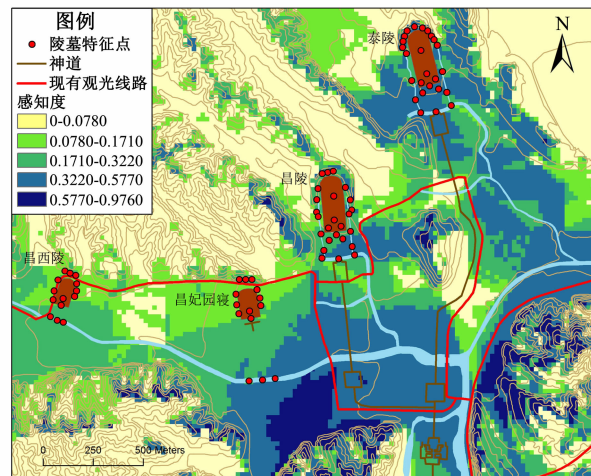 图例
陵墓特征点
神道
现有观光线路
感知度
0-0.0780
0.0780-0.1710
0.1710-0.3220
0.3220-0.5770
0.5770-0.9760
泰陵
N
昌陵
昌西陵
昌妃园寝
0 250 500 Meters